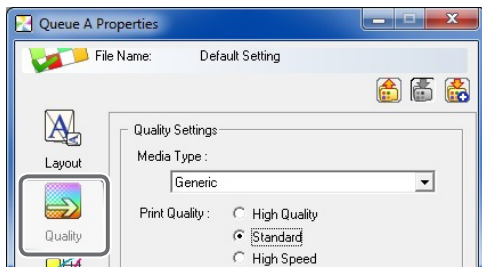 Queue A Properties
File Name: Default Setting
Layout
Quality
Quality Settings
Media Type :
Generic
Print Quality : High Quality
Standard
High Speed